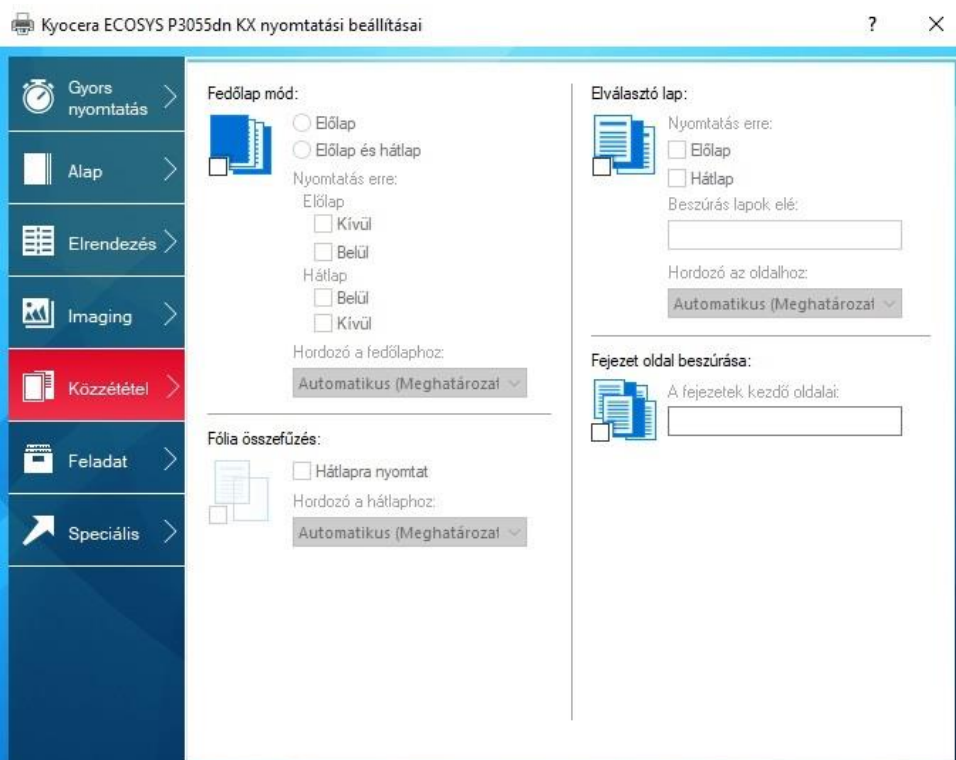 Kyocera ECOSYS P3055dn KX nyomtatási beállításai
?
Gyors
nyomtatás
Alap
Elrendezés
Imaging
Közzététel
Feladat
Speciális
Fedőlap mód:
Előlap
Előlap és hátlap
Nyomtatás erre:
Előlap
Kívül
Belül
Hátlap
Belül
Kívül
Hordozó a fedőlaphoz:
Automatikus (Meghatározat
Fólia összefűzés:
Hátlapra nyomtat
Hordozó a hátlaphoz:
Automatikus (Meghatározat
Elválasztó lap:
Nyomtatás erre:
Előlap
Hátlap
Beszúrás lapok elé:
Hordozó az oldalhoz:
Automatikus (Meghatározat
Fejezet oldal beszúrása:
A fejezetek kezdő oldalai: